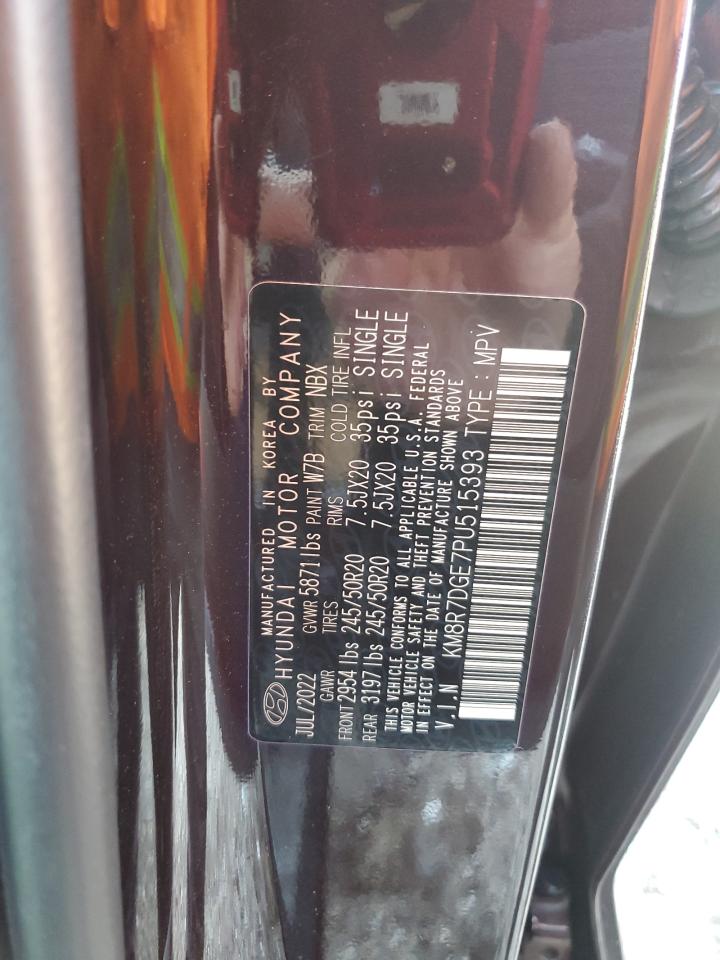 MANUFACTURED IN KOREA BY
HYUNDAI MOTOR COMPANY
JUL/2022 GVWR 5871 lbs PAINT W7B TRIM NBX
GAWR TIRES RIMS COLD TIRE INFL
FRONT 2954 lbs 245/50R20 7.5JX20 35psi SINGLE
REAR 3197 lbs 245/50R20 7.5JX20 35psi SINGLE
THIS VEHICLE CONFORMS TO ALL APPLICABLE U.S.A. FEDERAL
MOTOR VEHICLE SAFETY AND THEFT PREVENTION STANDARDS
IN EFFECT ON THE DATE OF MANUFACTURE SHOWN ABOVE
V.I.N KM8R7DGE7PU515393 TYPE : MPV